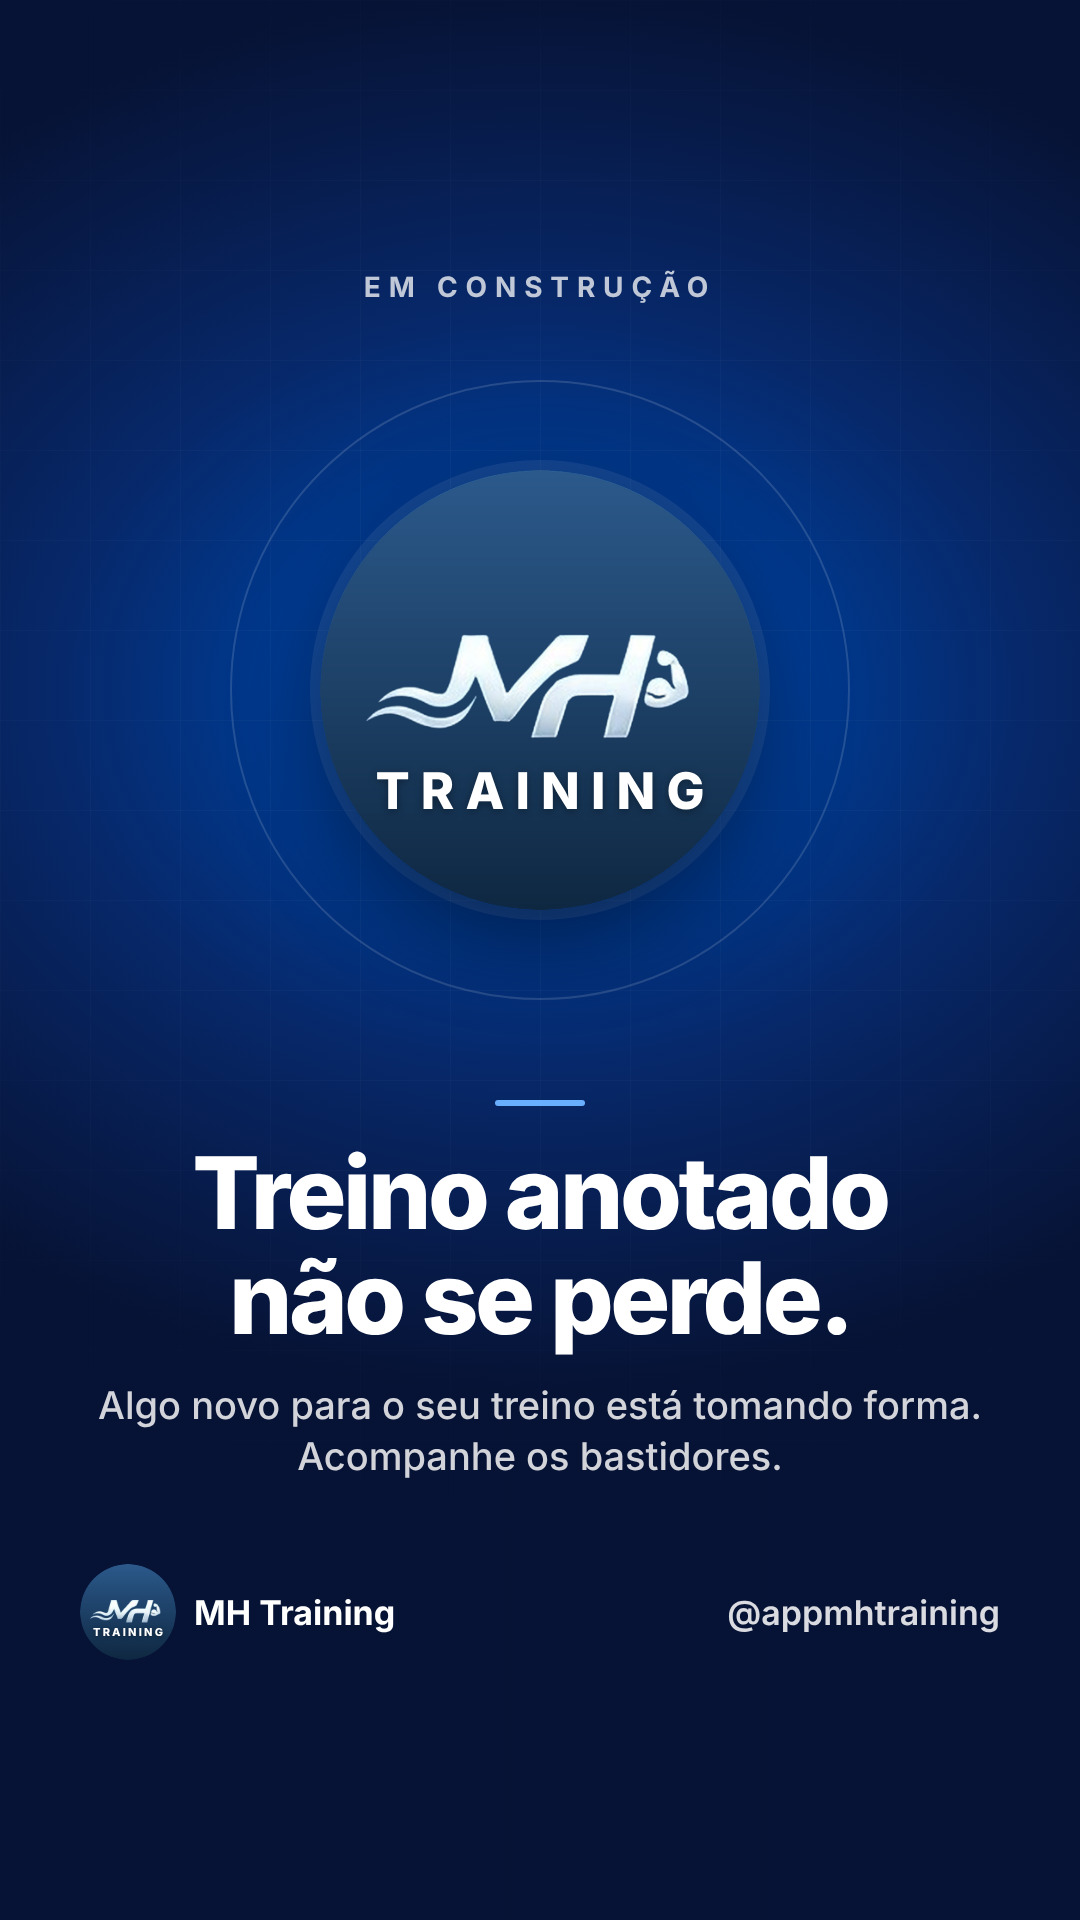 EM CONSTRUÇÃO
MH
TRAINING
Treino anotado
não se perde.
Algo novo para o seu treino está tomando forma.
Acompanhe os bastidores.
MH
TRAINING
MH Training
@appmhtraining